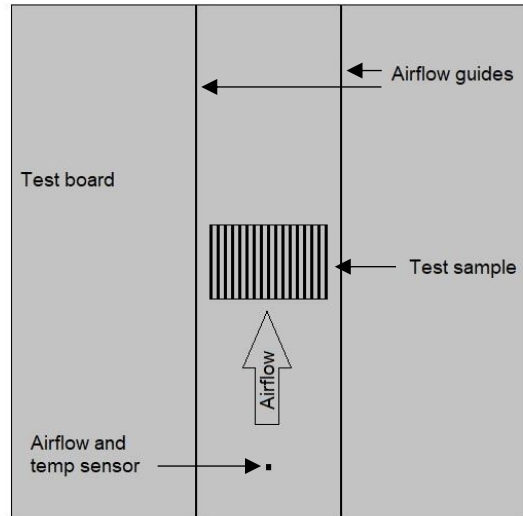 Airflow guides
Test board
Test sample
Airflow
Airflow and
temp sensor